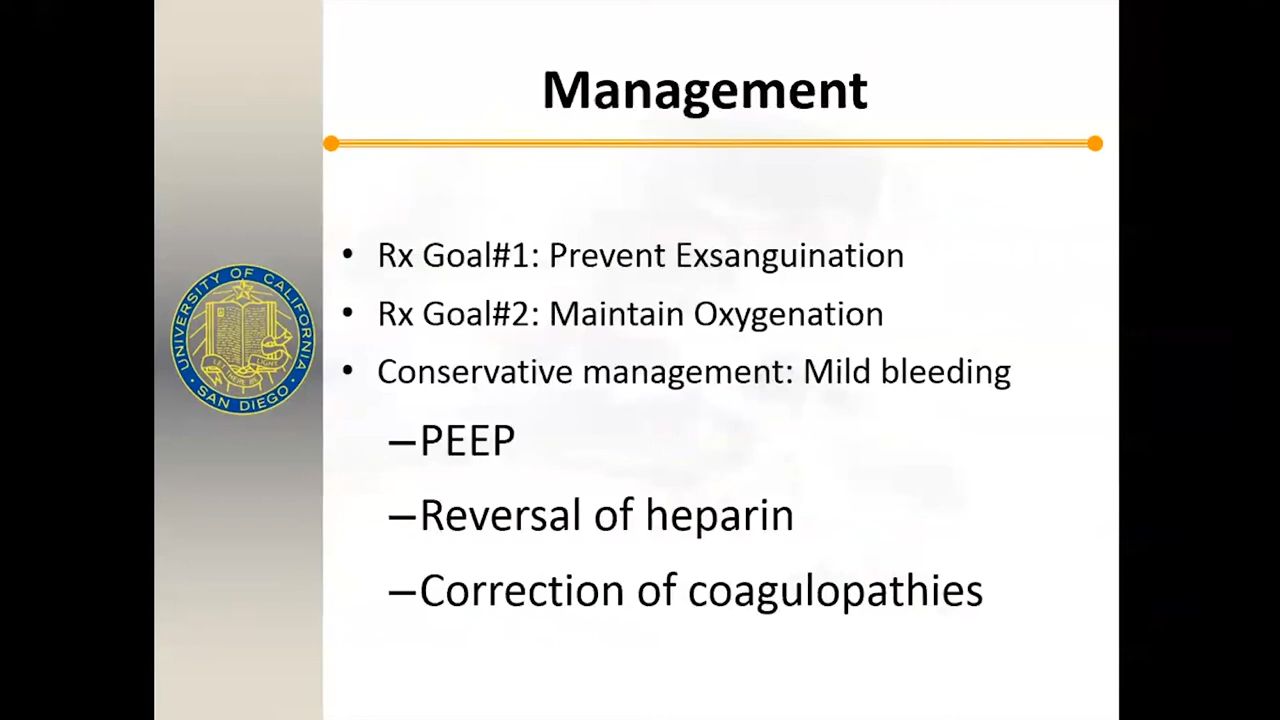 Management
• Rx Goal#1: Prevent Exsanguination
• Rx Goal#2: Maintain Oxygenation
• Conservative management: Mild bleeding
–PEEP
–Reversal of heparin
–Correction of coagulopathies
UNIVERSITY OF CALIFORNIA
SAN DIEGO